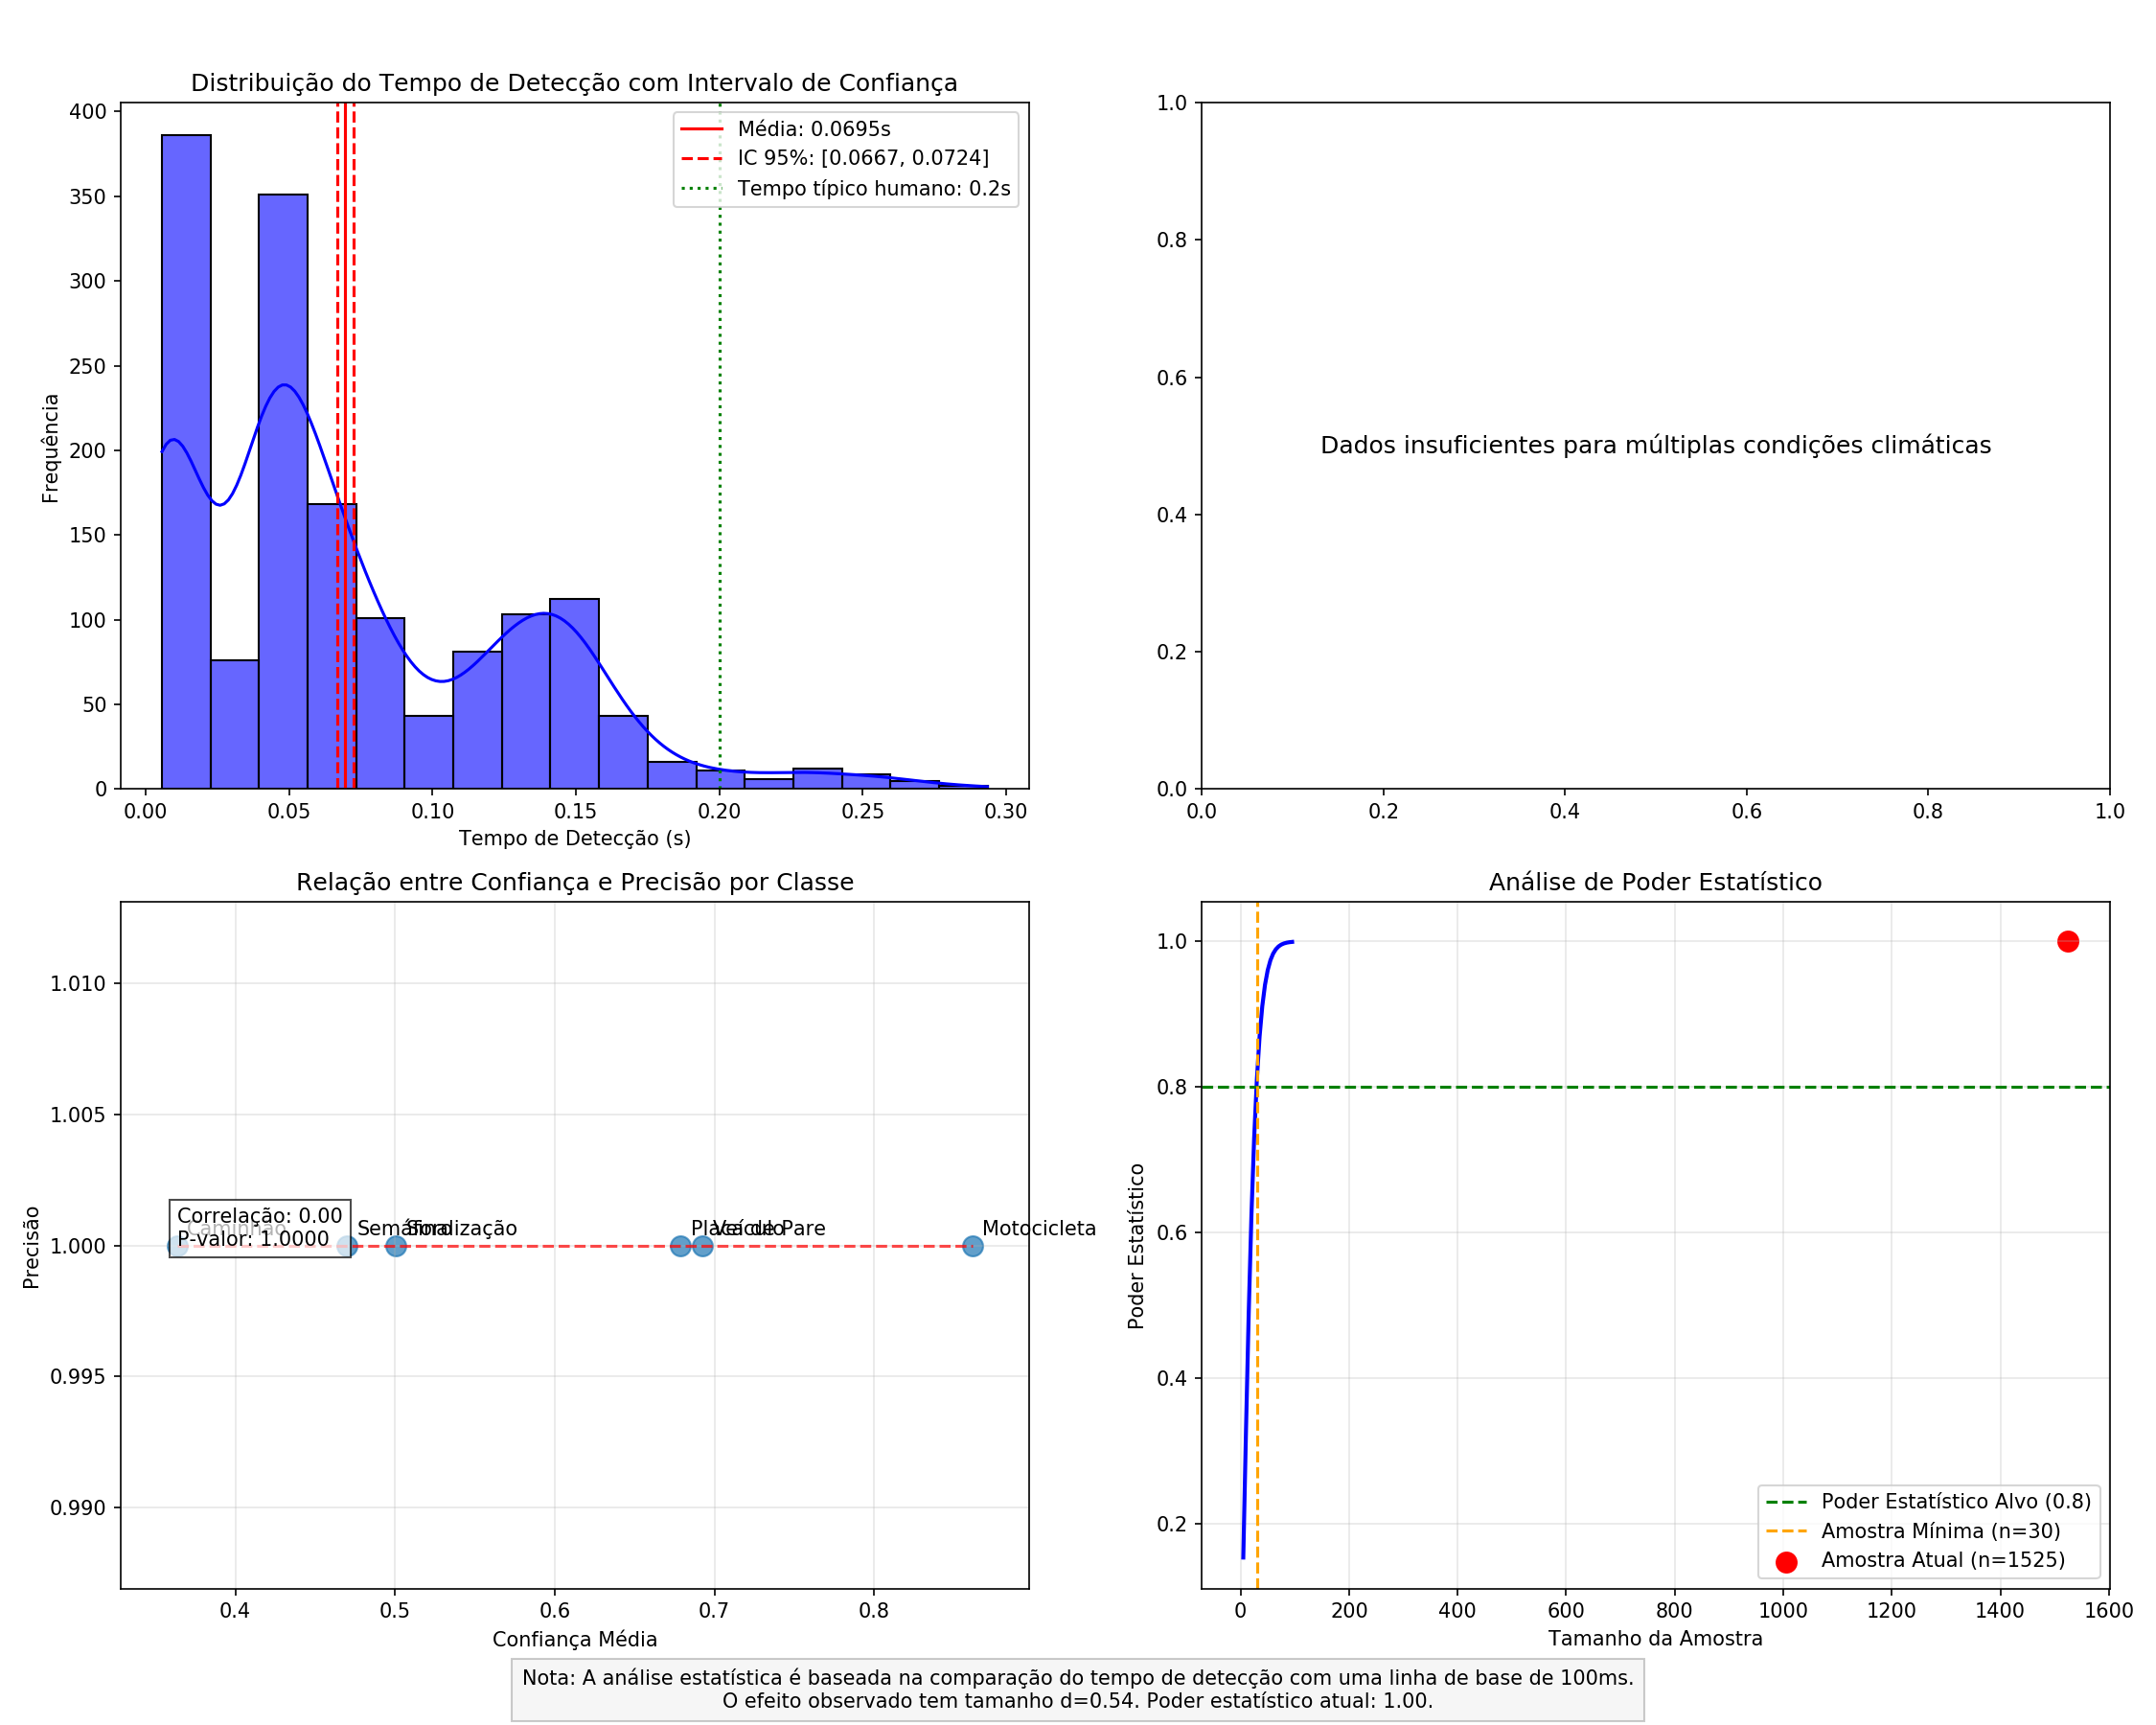 Distribuição do Tempo de Detecção com Intervalo de Confiança
400
350
300
250
200
150
100
50
0
Frequência
Média: 0.0695s
IC 95%: [0.0667, 0.0724]
Tempo típico humano: 0.2s
0.00
0.05
0.10
0.15
0.20
0.25
0.30
Tempo de Detecção (s)
1.0
0.8
0.6
0.4
0.2
0.0
Dados insuficientes para múltiplas condições climáticas
0.0
0.2
0.4
0.6
0.8
1.0
Relação entre Confiança e Precisão por Classe
1.010
1.005
1.000
0.995
0.990
Precisão
Correlação: 0.00
P-valor: 1.0000
Caminhão
Semáforo
Sinalização
Placa de Pare
Veículo
Motocicleta
0.4
0.5
0.6
0.7
0.8
Confiança Média
Análise de Poder Estatístico
1.0
0.8
0.6
0.4
0.2
Poder Estatístico
Poder Estatístico Alvo (0.8)
Amostra Mínima (n=30)
Amostra Atual (n=1525)
0
200
400
600
800
1000
1200
1400
1600
Tamanho da Amostra
Nota: A análise estatística é baseada na comparação do tempo de detecção com uma linha de base de 100ms.
O efeito observado tem tamanho d=0.54. Poder estatístico atual: 1.00.